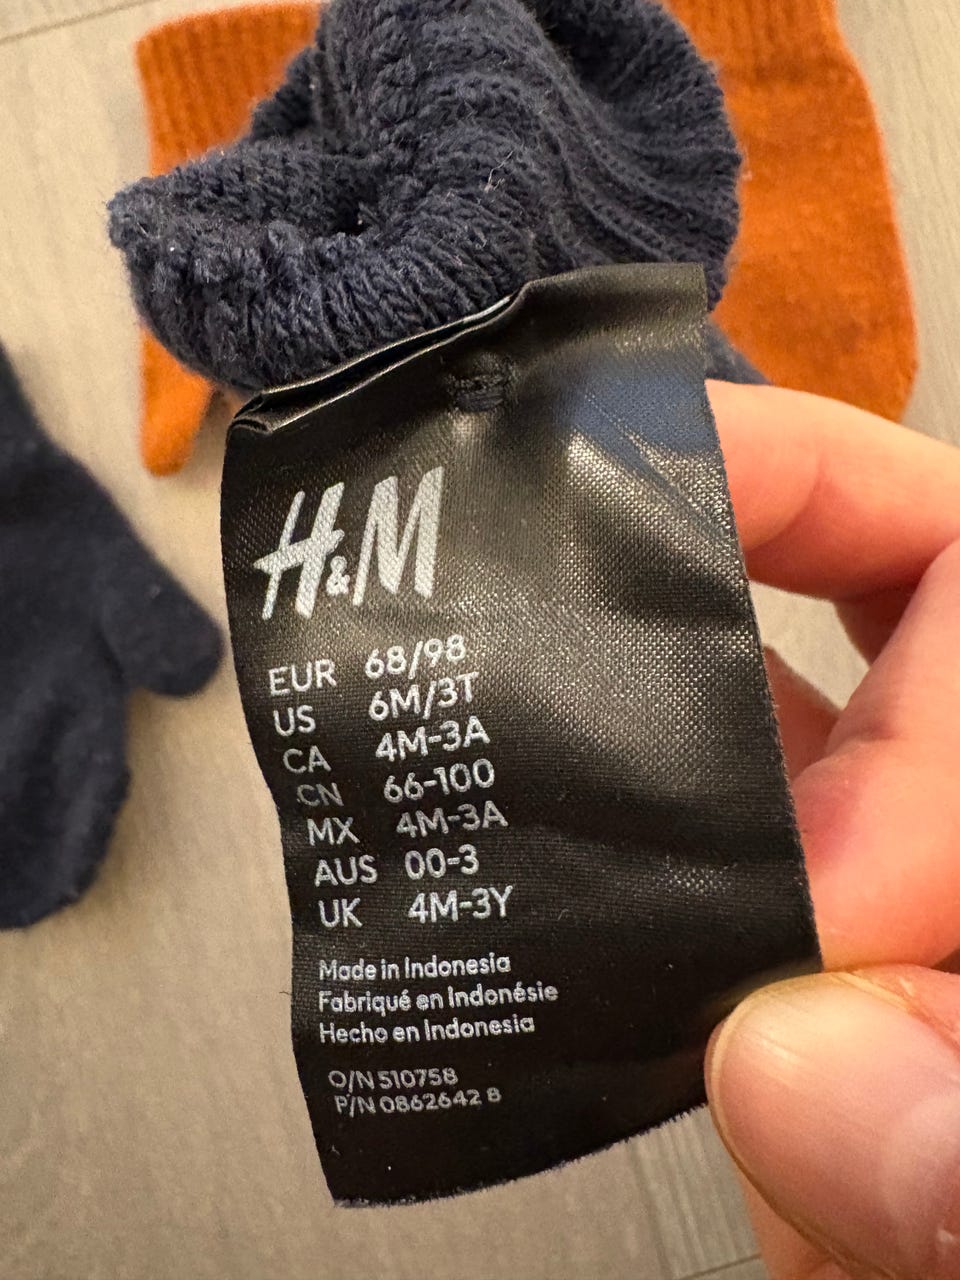 H&M
EUR 68/98
US 6M/3T
CA 4M-3A
CN 66-100
MX 4M-3A
AUS 00-3
UK 4M-3Y
Made in Indonesia
Fabriqué en Indonésie
Hecho en Indonesia
O/N 510758
P/N 0862642 8